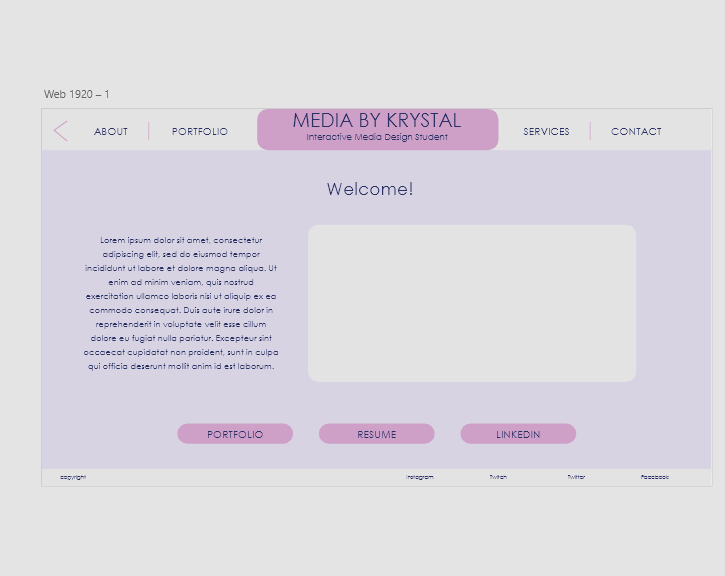 Web 1920 – 1
ABOUT
PORTFOLIO
MEDIA BY KRYSTAL
Interactive Media Design Student
SERVICES
CONTACT
Welcome!
Lorem ipsum dolor sit amet, consectetur
adipiscing elit, sed do eiusmod tempor
incididunt ut labore et dolore magna aliqua. Ut
enim ad minim veniam, quis nostrud
exercitation ullamco laboris nisi ut aliquip ex ea
commodo consequat. Duis aute irure dolor in
reprehenderit in voluptate velit esse cillum
dolore eu fugiat nulla pariatur. Excepteur sint
occaecat cupidatat non proident, sunt in culpa
qui officia deserunt mollit anim id est laborum.
PORTFOLIO
RESUME
LINKEDIN
copyright
Instagram
Twitch
Twitter
Facebook